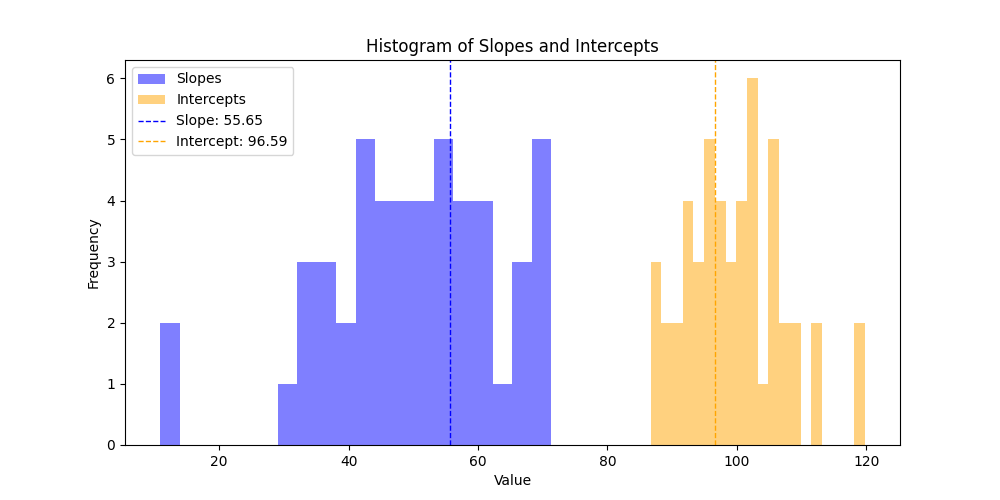 Histogram of Slopes and Intercepts
Slopes
Intercepts
Slope: 55.65
Intercept: 96.59
Frequency
6
5
4
3
2
1
0
20 40 60 80 100 120
Value